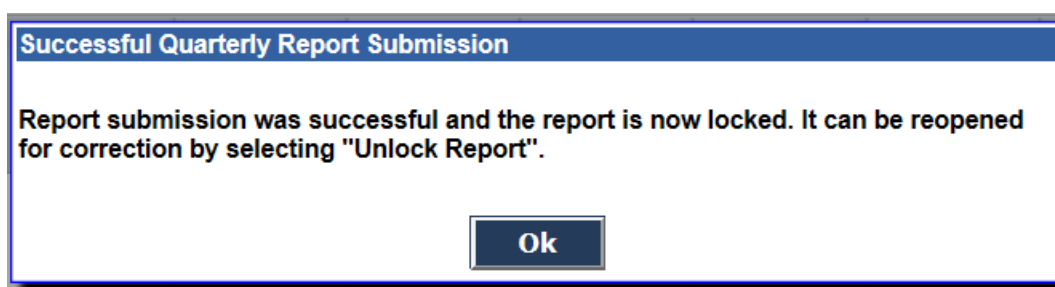 Successful Quarterly Report Submission
Report submission was successful and the report is now locked. It can be reopened
for correction by selecting "Unlock Report".
Ok